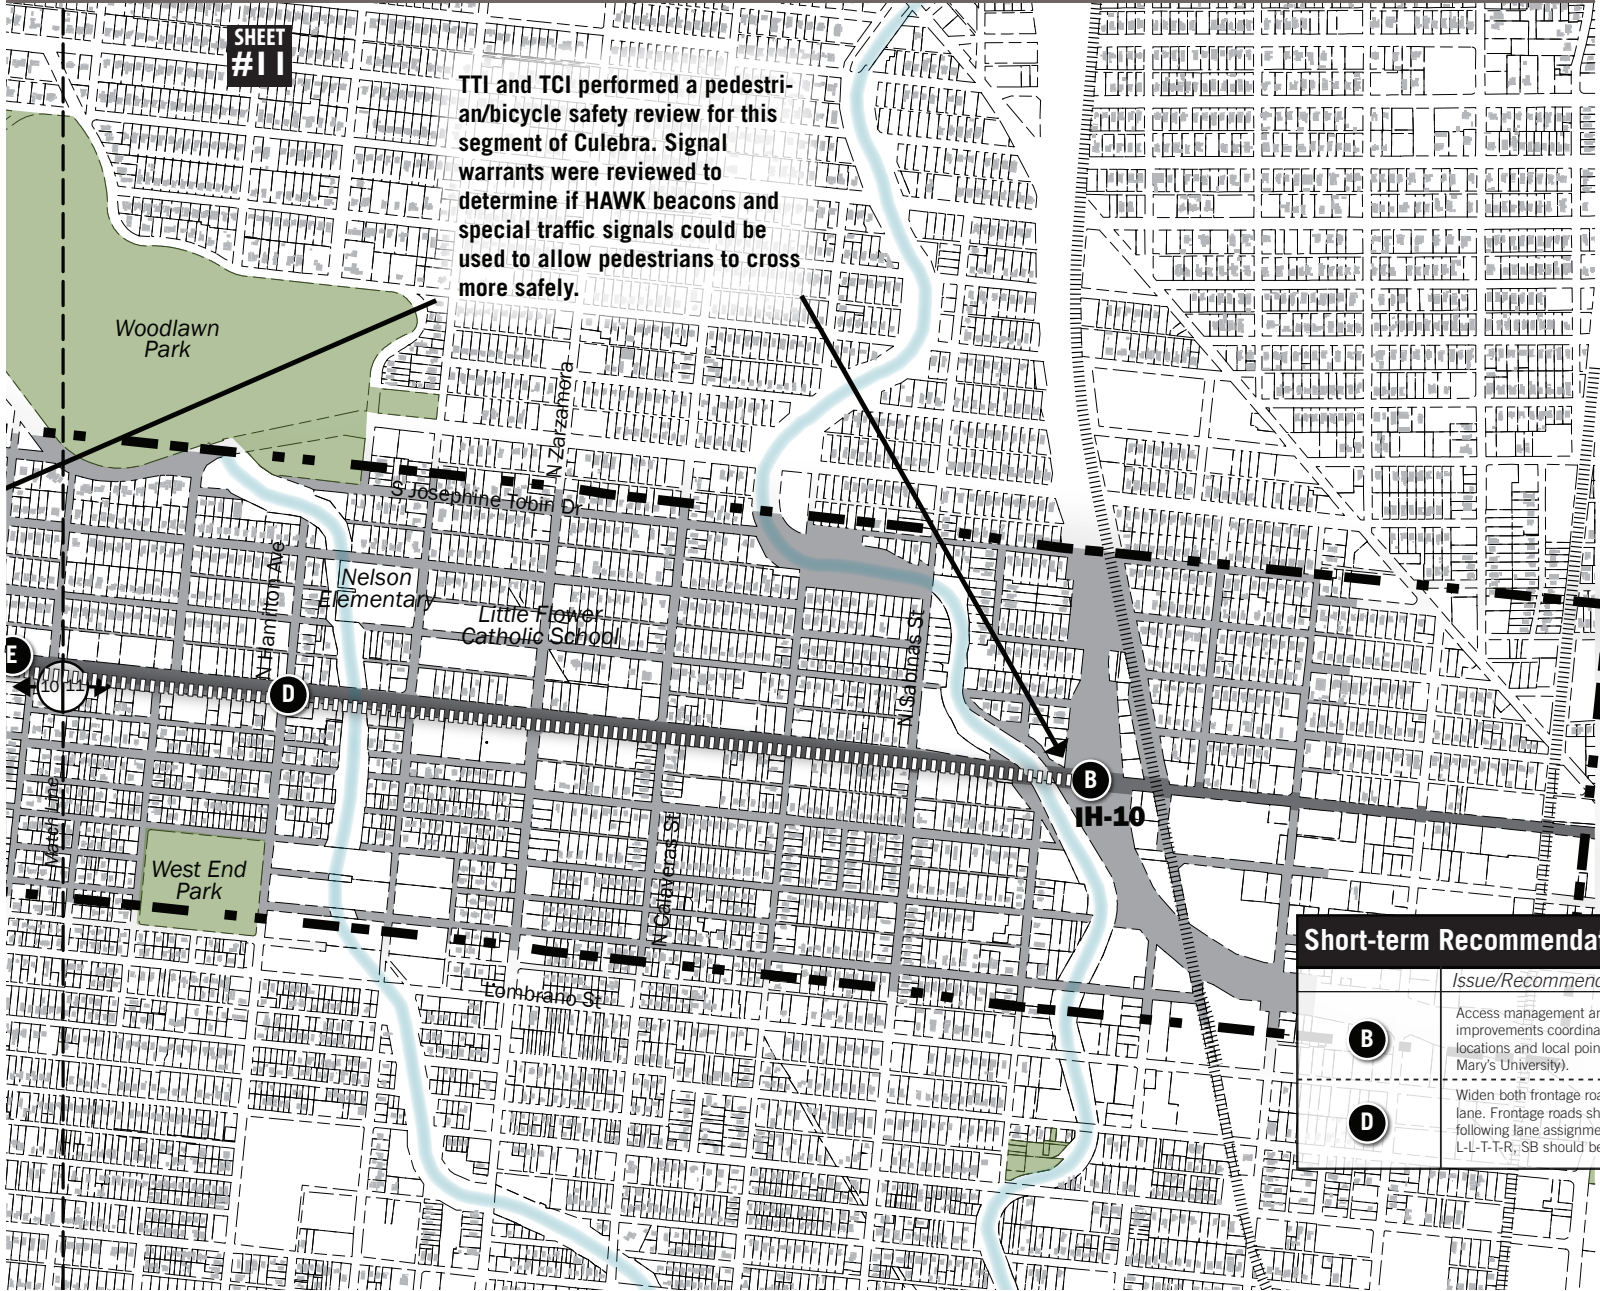 SHEET
#11
TTI and TCI performed a pedestri-
an/bicycle safety review for this
segment of Culebra. Signal
warrants were reviewed to
determine if HAWK beacons and
special traffic signals could be
used to allow pedestrians to cross
more safely.
Woodlawn
Park
N Zarzamora
S Josephine Tobin Dr
N Hamilton Ave
Nelson
Elementary
Little Flower
Catholic School
N Sabinas St
E
10 11
D
B
IH-10
Match Line
West End
Park
N Calaveras St
Lombrano St
Short-term Recommenda
Issue/Recommend
B
Access management an
improvements coordina
locations and local poin
Mary's University).
D
Widen both frontage roa
lane. Frontage roads sh
following lane assignme
L-L-T-T-R, SB should be